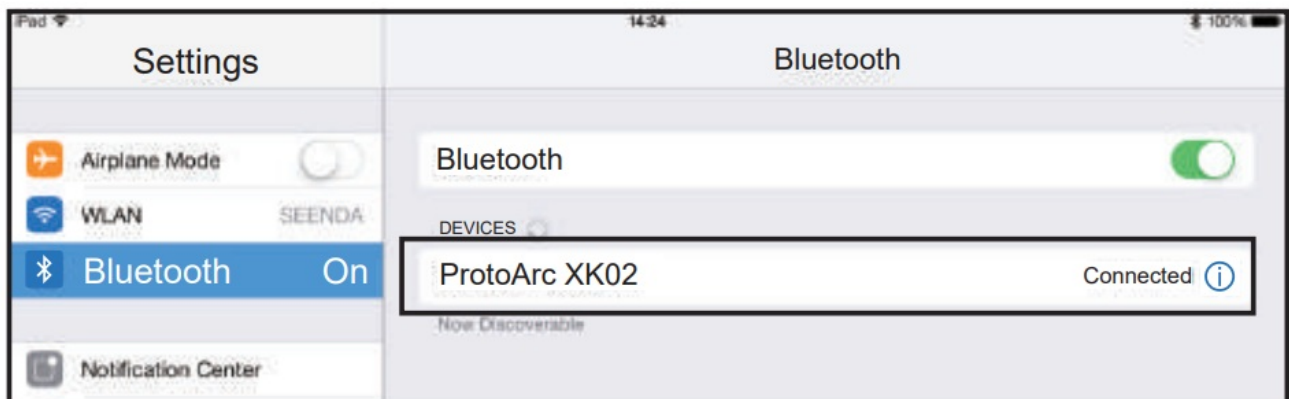 iPad 14:24 100%
Settings Bluetooth
Airplane Mode
Bluetooth
WLAN SEENDA
DEVICES
Bluetooth On
ProtoArc XK02 Connected
Now Discoverable
Notification Center